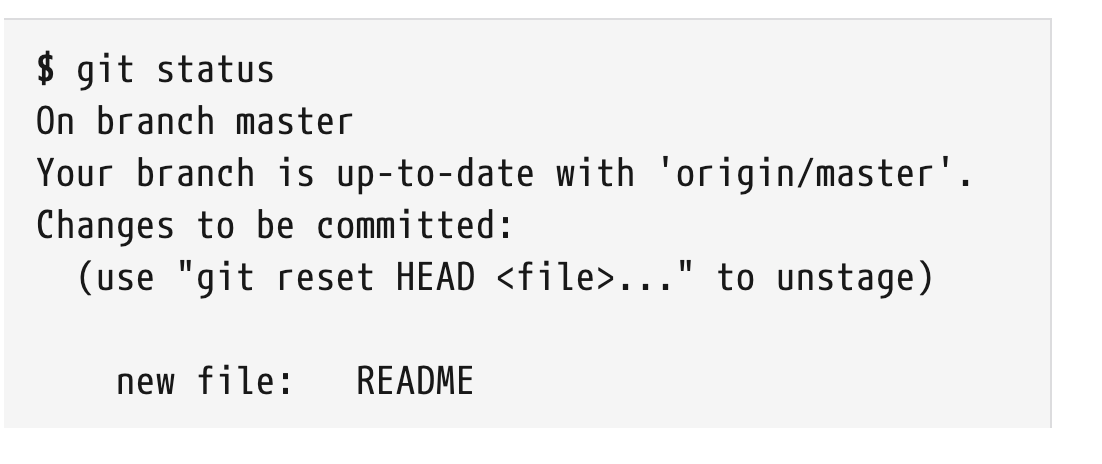 $ git status
On branch master
Your branch is up-to-date with 'origin/master'.
Changes to be committed:
  (use "git reset HEAD <file>..." to unstage)

    new file:   README